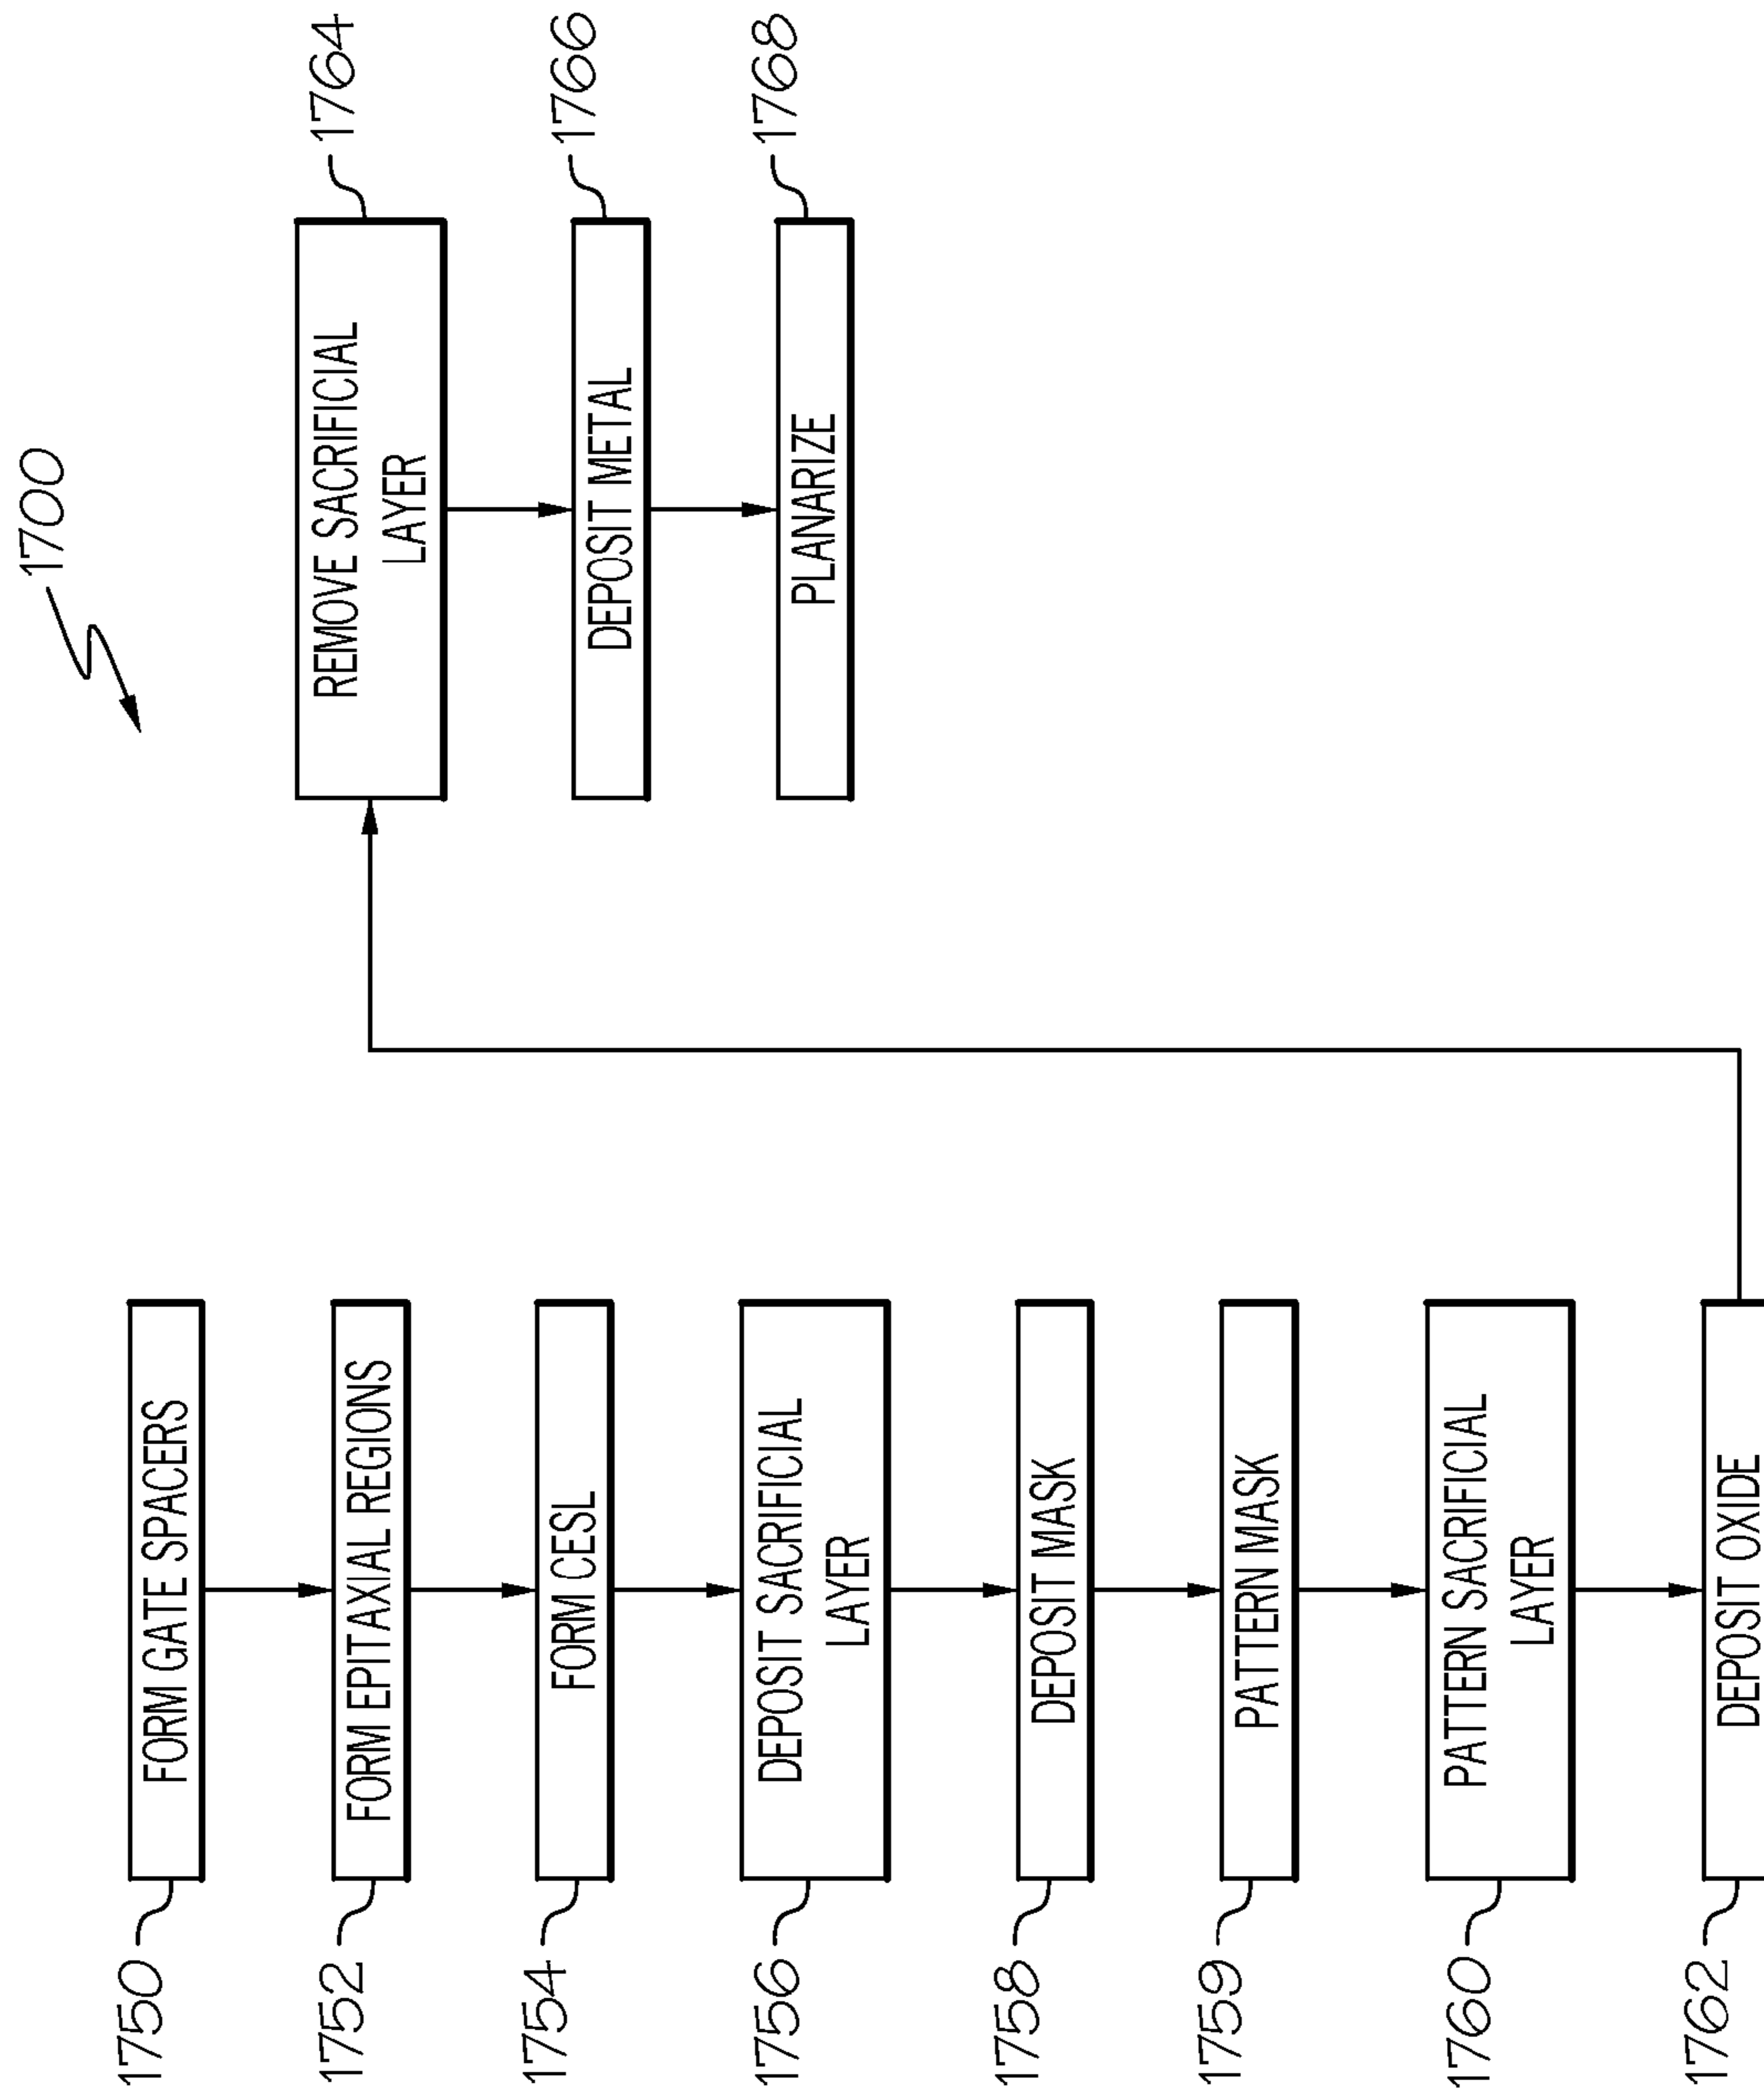 1700
1750
FORM GATE SPACERS
1752
FORM EPITAXIAL REGIONS
1754
FORM CESL
1756
DEPOSIT SACRIFICIAL
LAYER
1758
DEPOSIT MASK
1759
PATTERN MASK
1760
PATTERN SACRIFICIAL
LAYER
1762
DEPOSIT OXIDE
REMOVE SACRIFICIAL
LAYER
1764
DEPOSIT METAL
1766
PLANARIZE
1768